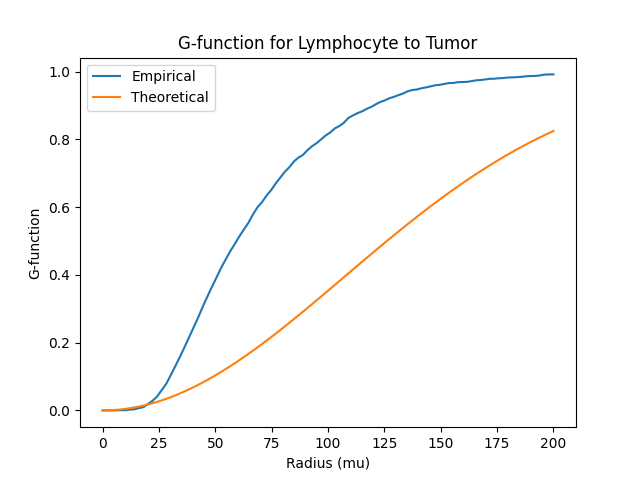 G-function for Lymphocyte to Tumor
Empirical
Theoretical
1.0
0.8
0.6
0.4
0.2
0.0
G-function
0 25 50 75 100 125 150 175 200
Radius (mu)